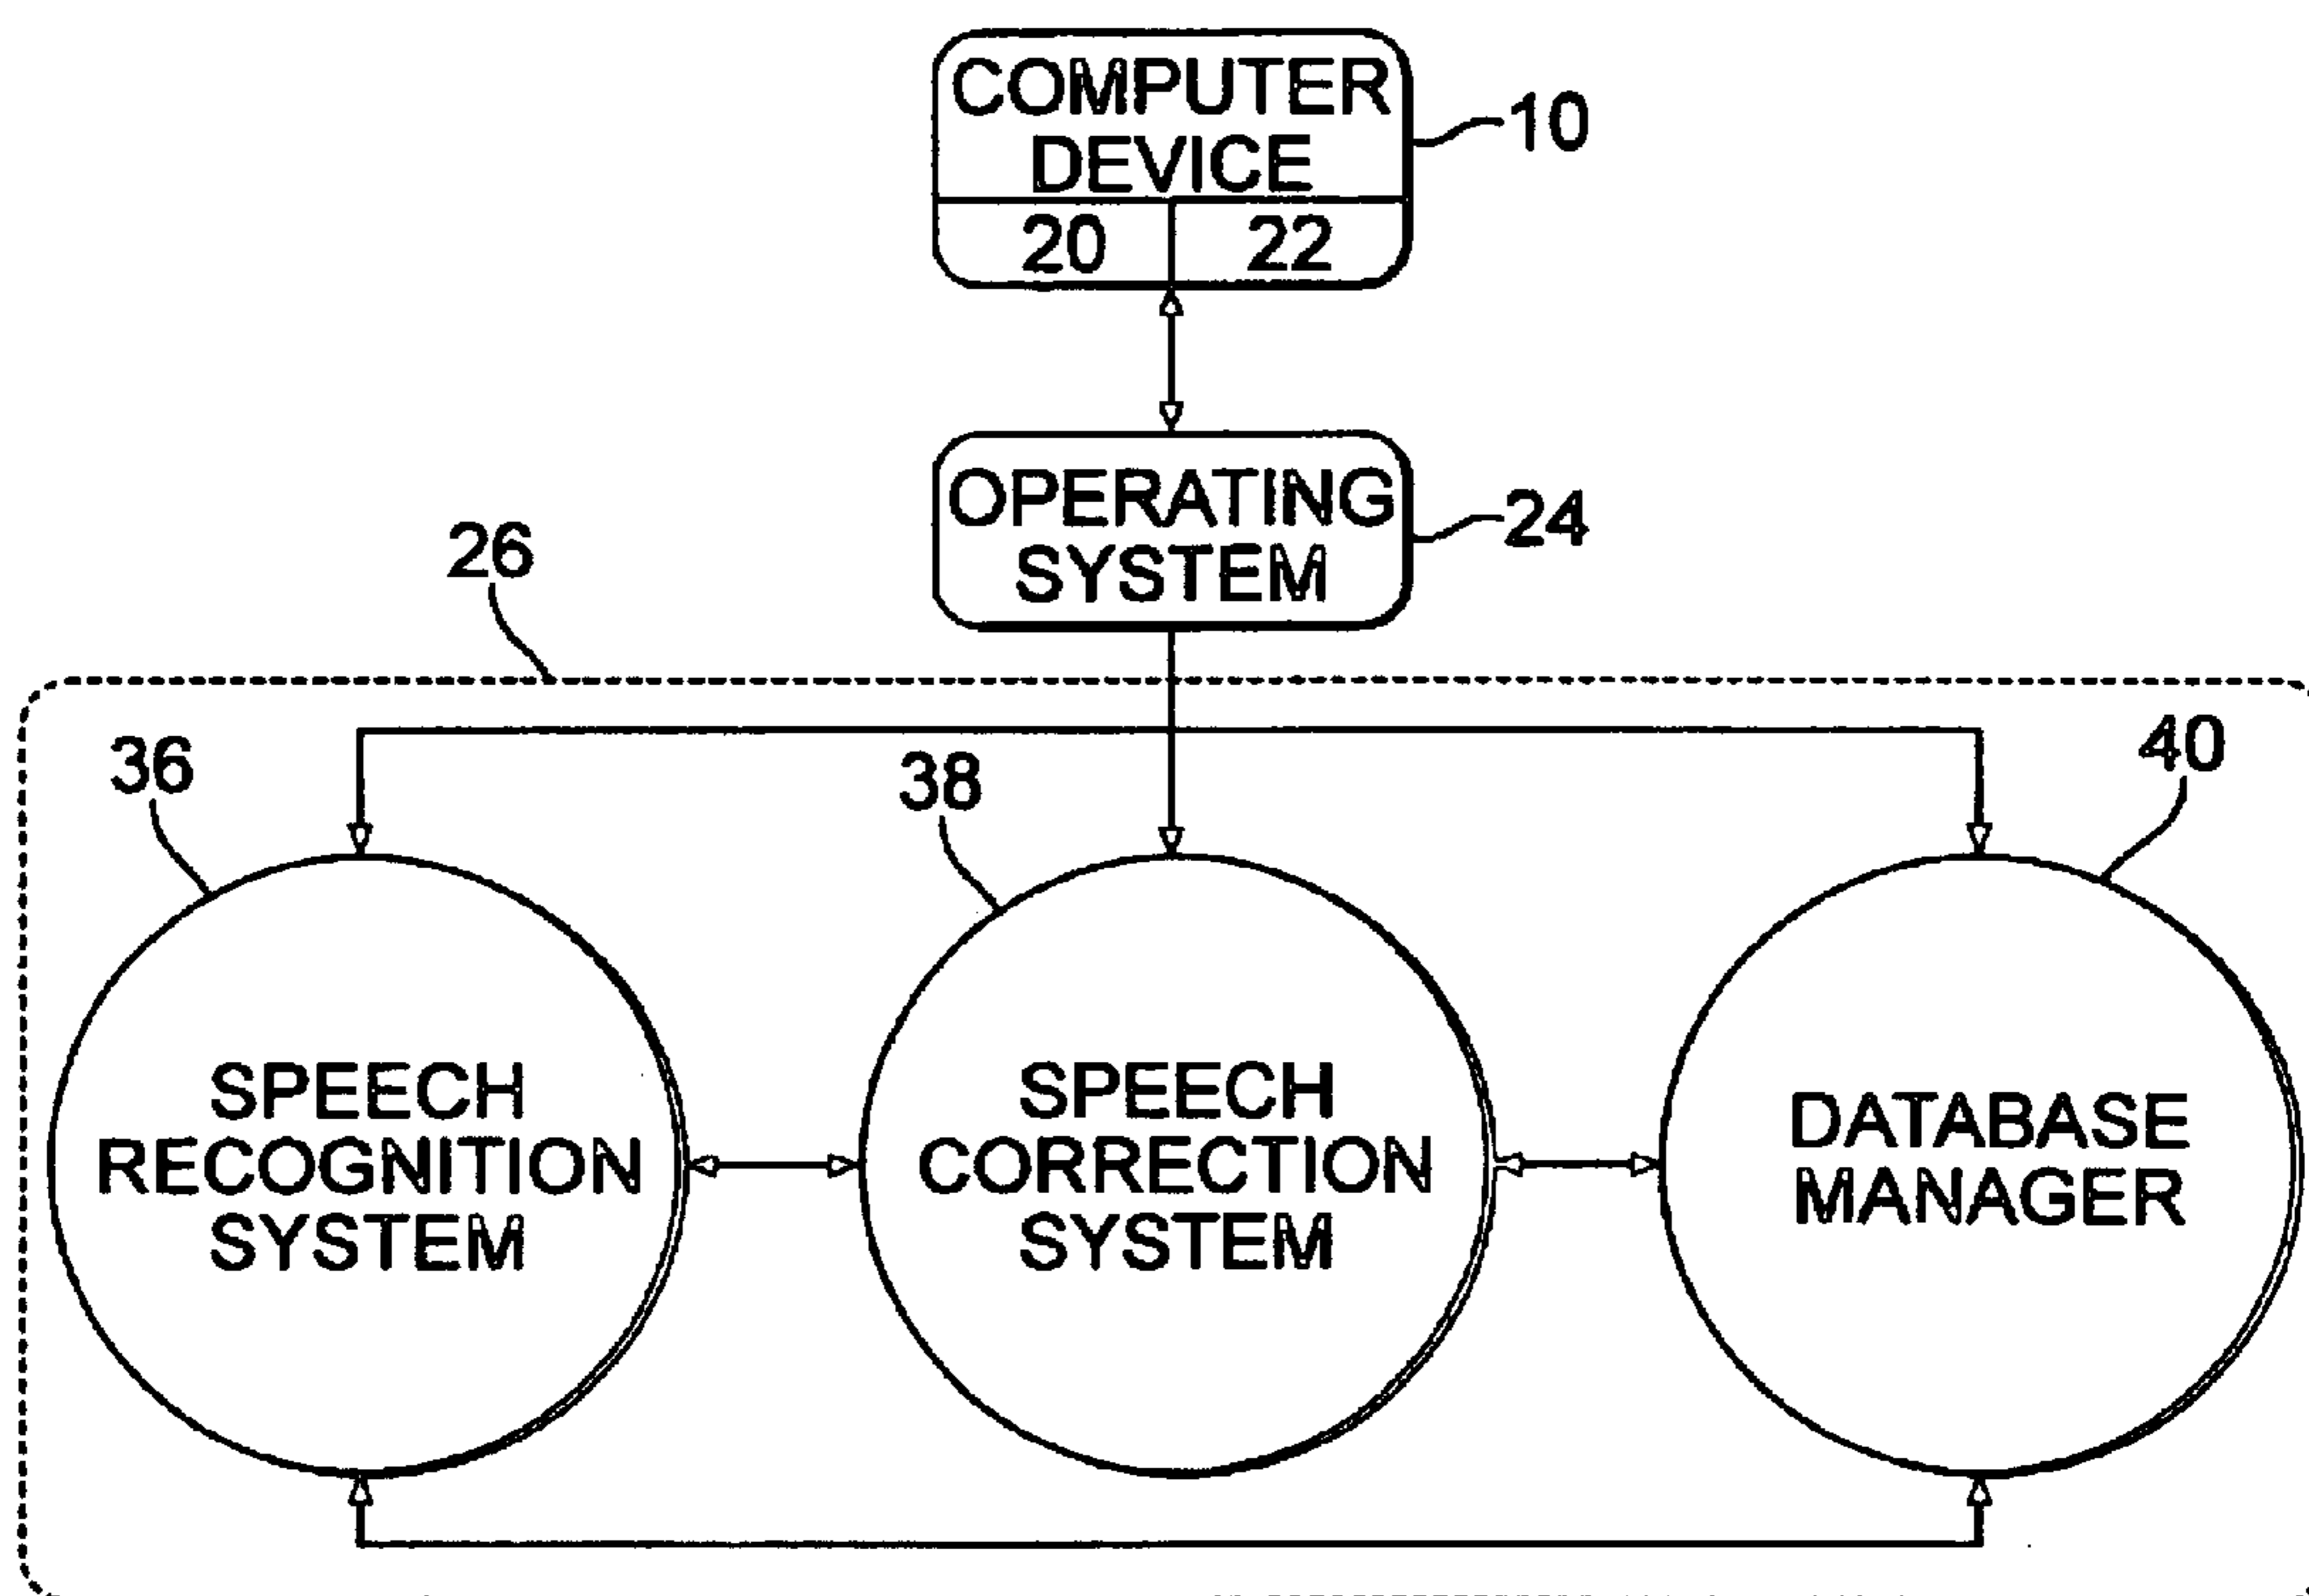 COMPUTER
DEVICE
10
20
22
OPERATING
SYSTEM
24
26
36
38
40
SPEECH
RECOGNITION
SYSTEM
SPEECH
CORRECTION
SYSTEM
DATABASE
MANAGER